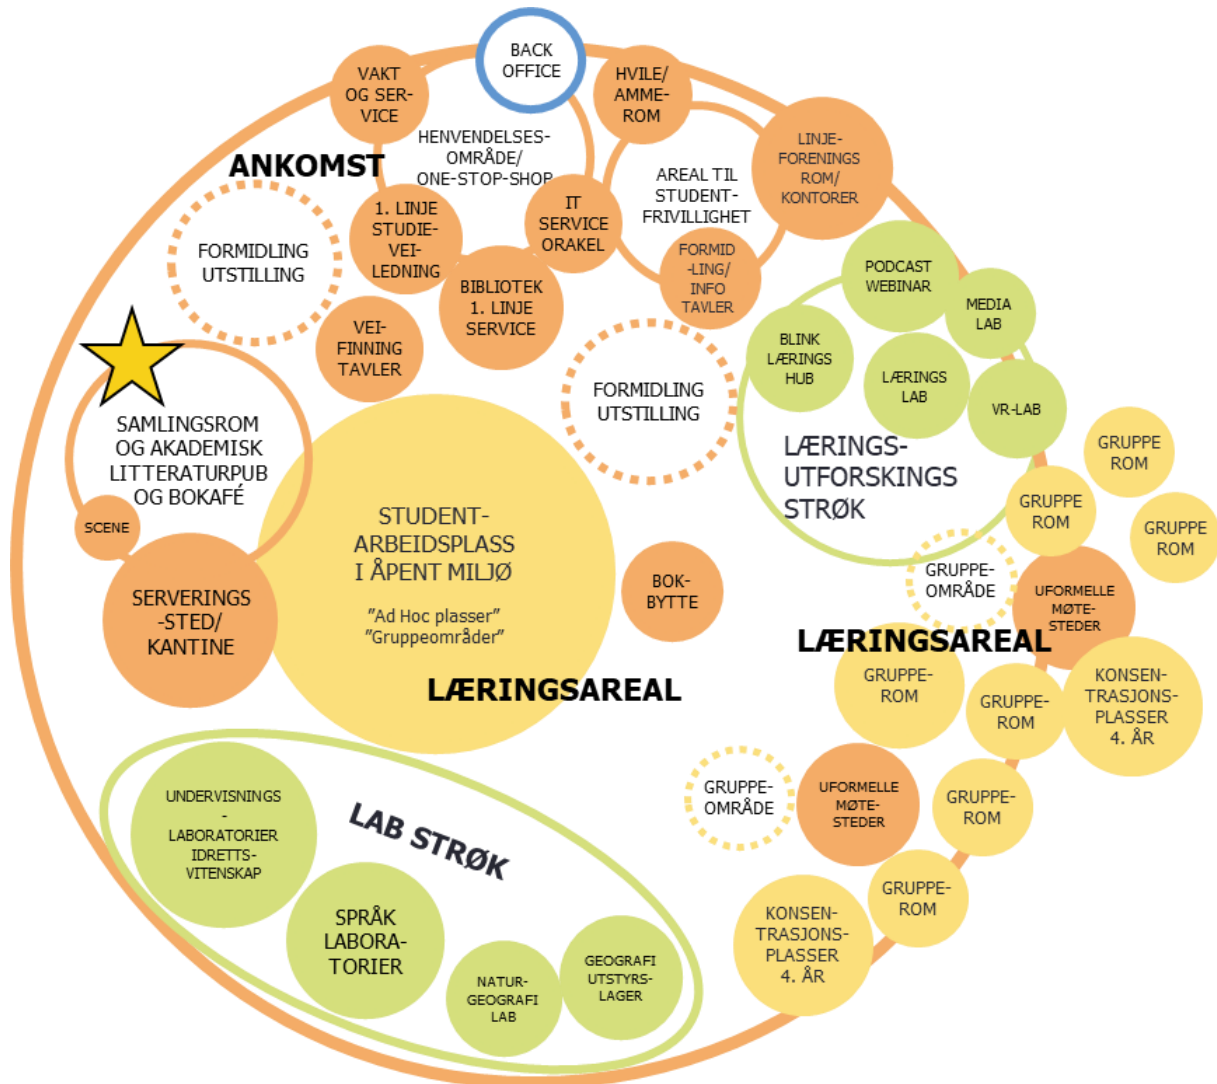 BACK
OFFICE
VAKT
OG SER-
VICE
HVILE/
AMME-
ROM
HENVENDELSES-
OMRÅDE/
ONE-STOP-SHOP
LINJE-
FORENINGS
ROM/
KONTORER
ANKOMST
AREAL TIL
STUDENT-
FRIVILLIGHET
1. LINJE
STUDIE-
VEI-
LEDNING
IT
SERVICE
ORAKEL
FORMIDLING
UTSTILLING
FORMID
-LING/
INFO
TAVLER
BIBLIOTEK
1. LINJE
SERVICE
PODCAST
WEBINAR
MEDIA
LAB
VEI-
FINNING
TAVLER
BLINK
LÆRINGS
HUB
LÆRINGS
LAB
VR-LAB
FORMIDLING
UTSTILLING
SAMLINGSROM
OG AKADEMISK
LITTERATURPUB
OG BOKAFÉ
LÆRINGS-
UTFORSKINGS
STRØK
GRUPPE
ROM
GRUPPE
ROM
GRUPPE
ROM
SCENE
STUDENT-
ARBEIDSPLASS
I ÅPENT MILJØ
”Ad Hoc plasser”
”Gruppeområder”
SERVERINGS
-STED/
KANTINE
BOK-
BYTTE
GRUPPE-
OMRÅDE
UFORMELLE
MØTE-
STEDER
LÆRINGSAREAL
LÆRINGSAREAL
GRUPPE-
ROM
GRUPPE-
ROM
KONSEN-
TRASJONS-
PLASSER
4. ÅR
GRUPPE-
OMRÅDE
UFORMELLE
MØTE-
STEDER
GRUPPE-
ROM
GRUPPE-
ROM
KONSEN-
TRASJONS-
PLASSER
4. ÅR
LAB STRØK
UNDERVISNINGS
-
LABORATORIER
IDRETTS-
VITENSKAP
SPRÅK
LABORA-
TORIER
NATUR-
GEOGRAFI
LAB
GEOGRAFI
UTSTYRS-
LAGER